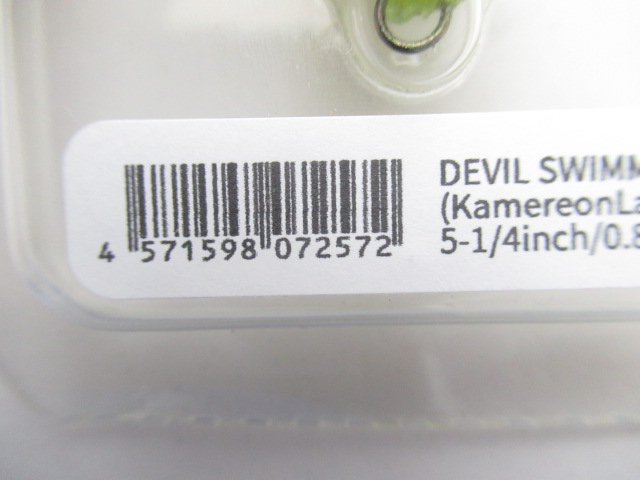 DEVIL SWIMM
(KamereonLa
5-1/4inch/0.8
4 571598 072572